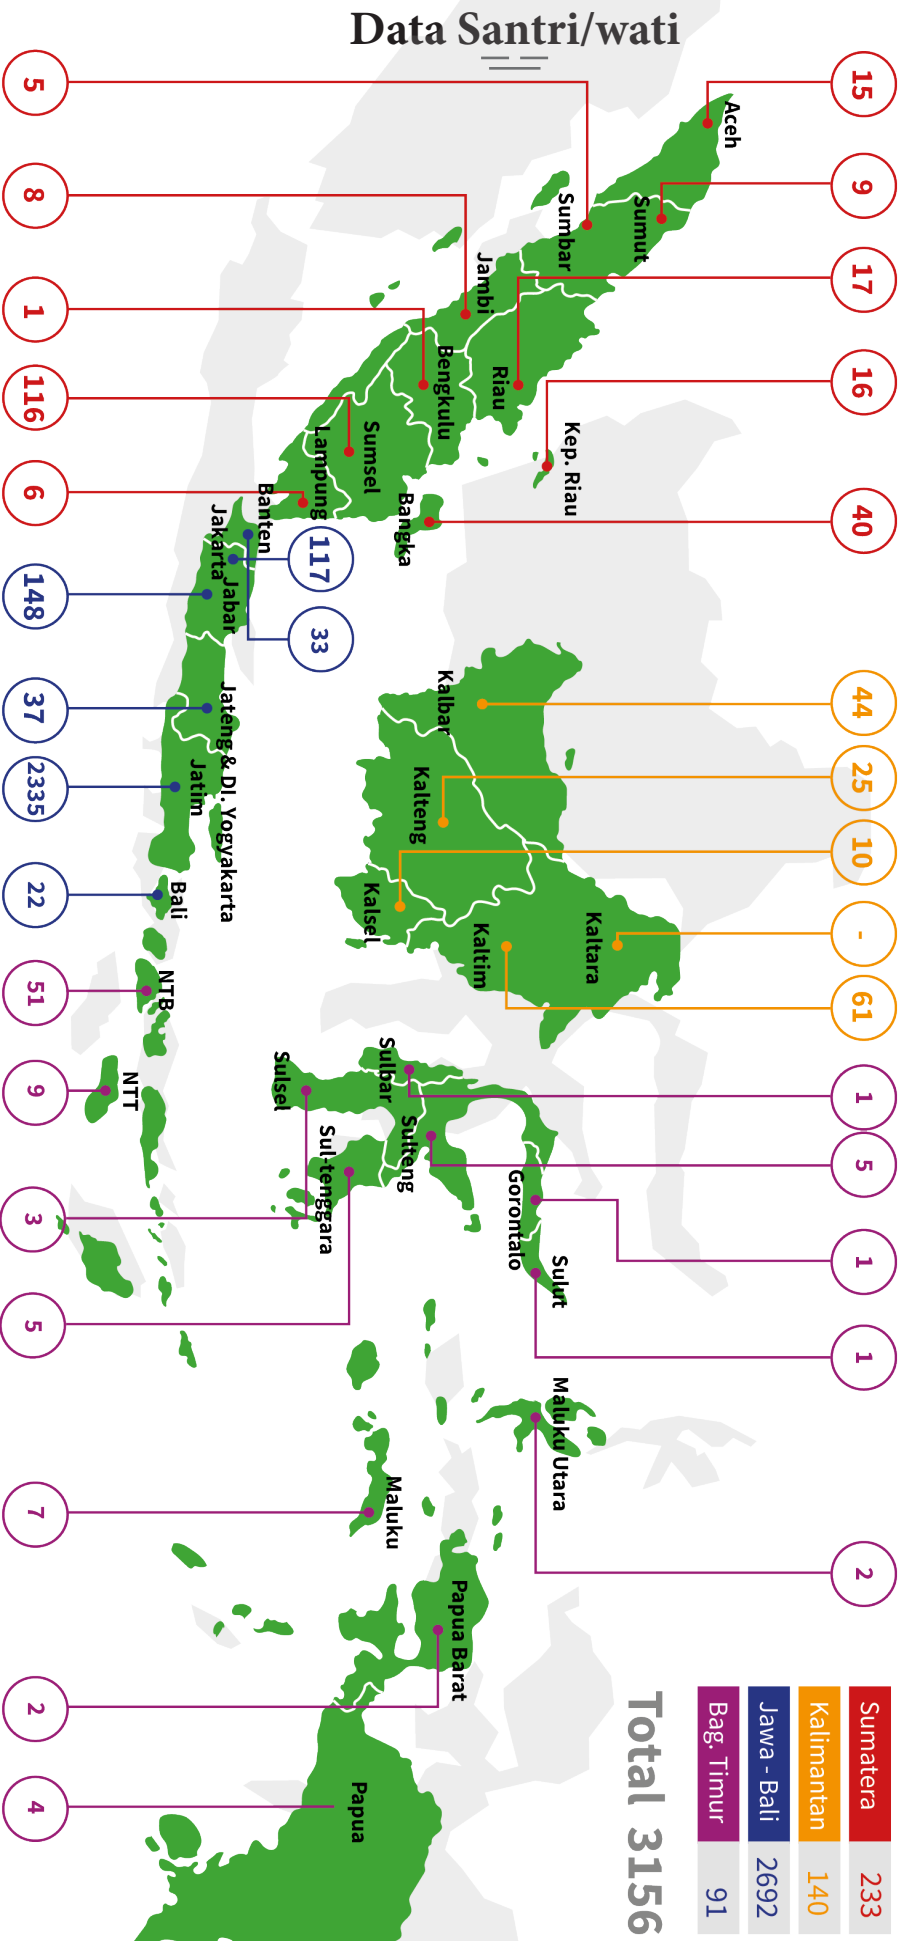 Data Santri/wati
15
9
17
16
40
44
25
10
-
61
1
5
1
1
2
Aceh
Sumut
Sumbar
Riau
Kep. Riau
Jambi
Bengkulu
Sumsel
Lampung
Bangka
Banten
Jakarta
Jabar
Jateng & DI. Yogyakarta
Jatim
Bali
NTB
NTT
Kalbar
Kalteng
Kalsel
Kaltim
Kaltara
Sulbar
Sulteng
Sulsel
Sul-tenggara
Gorontalo
Sulut
Maluku Utara
Maluku
Papua Barat
Papua
117
33
5
8
1
116
6
148
37
2335
22
51
9
3
5
7
2
4
Sumatera 233
Kalimantan 140
Jawa - Bali 2692
Bag. Timur 91
Total 3156